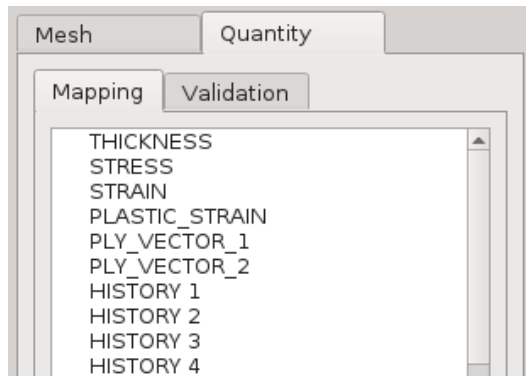 Mesh Quantity
Mapping Validation
THICKNESS
STRESS
STRAIN
PLASTIC_STRAIN
PLY_VECTOR_1
PLY_VECTOR_2
HISTORY 1
HISTORY 2
HISTORY 3
HISTORY 4